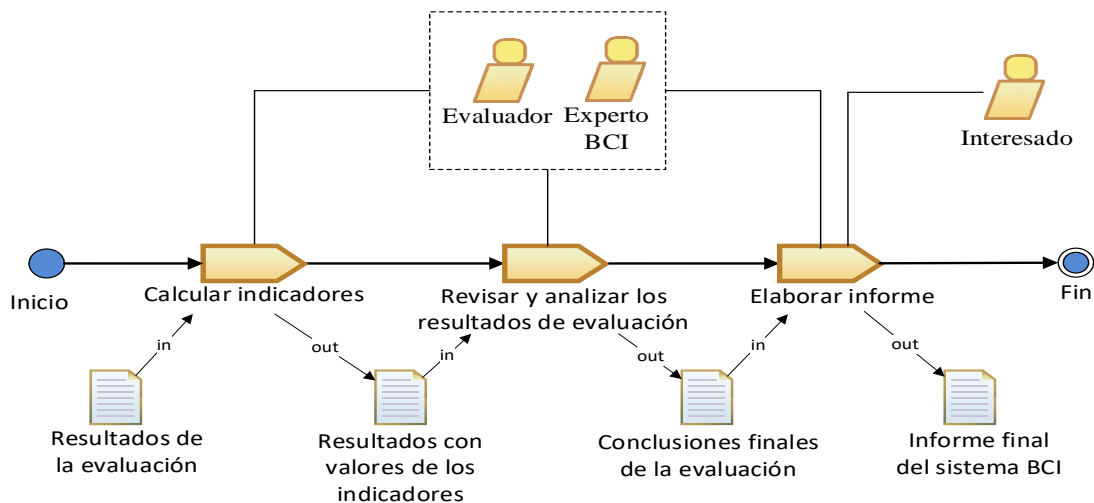 Evaluador
Experto
BCI
Interesado
Inicio
Calcular indicadores
Revisar y analizar los
resultados de evaluación
Elaborar informe
Fin
in
out
in
out
in
out
Resultados de
la evaluación
Resultados con
valores de los
indicadores
Conclusiones finales
de la evaluación
Informe final
del sistema BCI